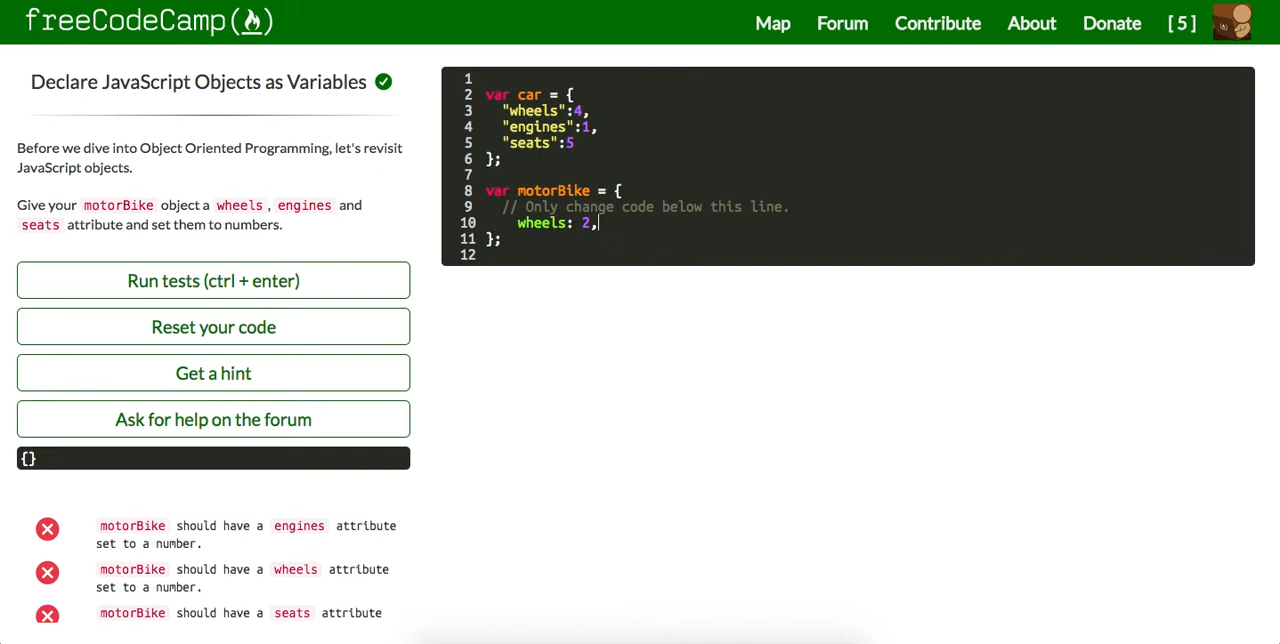 freeCodeCamp
Map
Forum
Contribute
About
Donate
[ 5 ]
Declare JavaScript Objects as Variables
Before we dive into Object Oriented Programming, let's revisit
JavaScript objects.
Give your motorBike object a wheels , engines and
seats attribute and set them to numbers.
Run tests (ctrl + enter)
Reset your code
Get a hint
Ask for help on the forum
{}
motorBike should have a engines attribute
set to a number.
motorBike should have a wheels attribute
set to a number.
motorBike should have a seats attribute
1
2 var car = {
3 "wheels":4,
4 "engines":1,
5 "seats":5
6 };
7
8 var motorBike = {
9 // Only change code below this line.
10 wheels: 2,
11 };
12